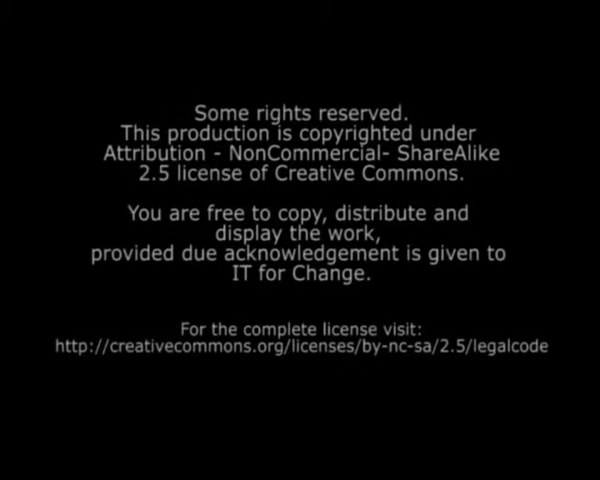 Some rights reserved.
This production is copyrighted under
Attribution - NonCommercial- ShareAlike
2.5 license of Creative Commons.
You are free to copy, distribute and
display the work,
provided due acknowledgement is given to
IT for Change.
For the complete license visit:
http://creativecommons.org/licenses/by-nc-sa/2.5/legalcode